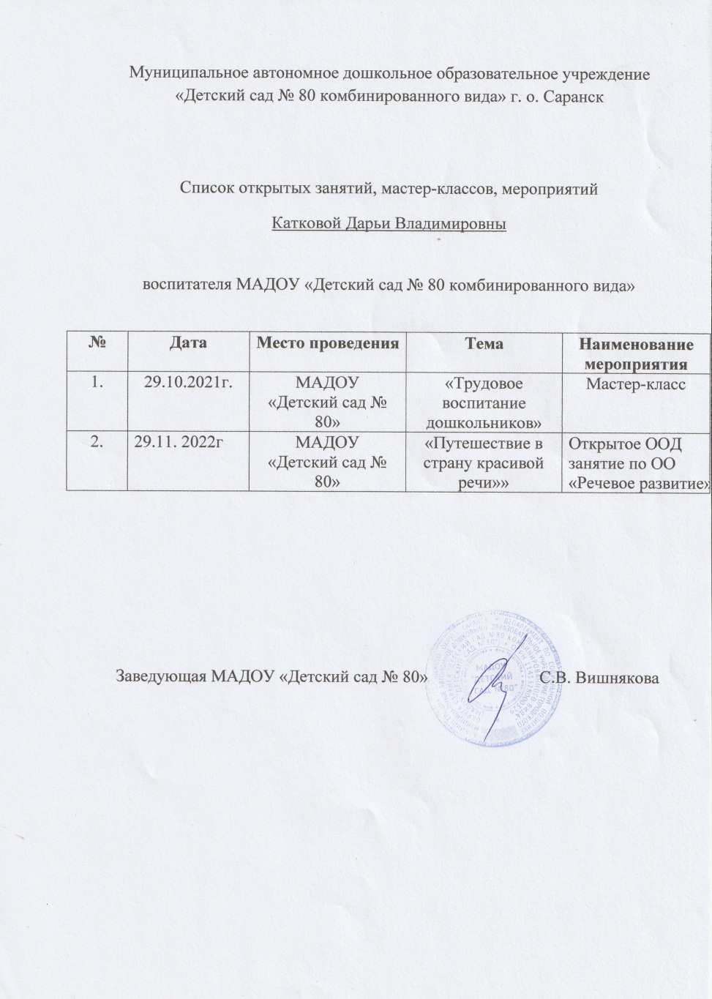 Муниципальное автономное дошкольное образовательное учреждение
«Детский сад № 80 комбинированного вида» г. о. Саранск
Список открытых занятий, мастер-классов, мероприятий
Катковой Дарьи Владимировны
воспитателя МАДОУ «Детский сад № 80 комбинированного вида»
№ Дата Место проведения Тема Наименование
мероприятия
1. 29.10.2021г. МАДОУ «Трудовое Мастер-класс
«Детский сад № воспитание
80» дошкольников»
2. 29.11. 2022г МАДОУ «Путешествие в Открытое ООД
«Детский сад № страну красивой занятие по ОО
80» речи»» «Речевое развитие»
Заведующая МАДОУ «Детский сад № 80» С.В. Вишнякова
МАДОУ
"ДЕТСКИЙ
САД №80"